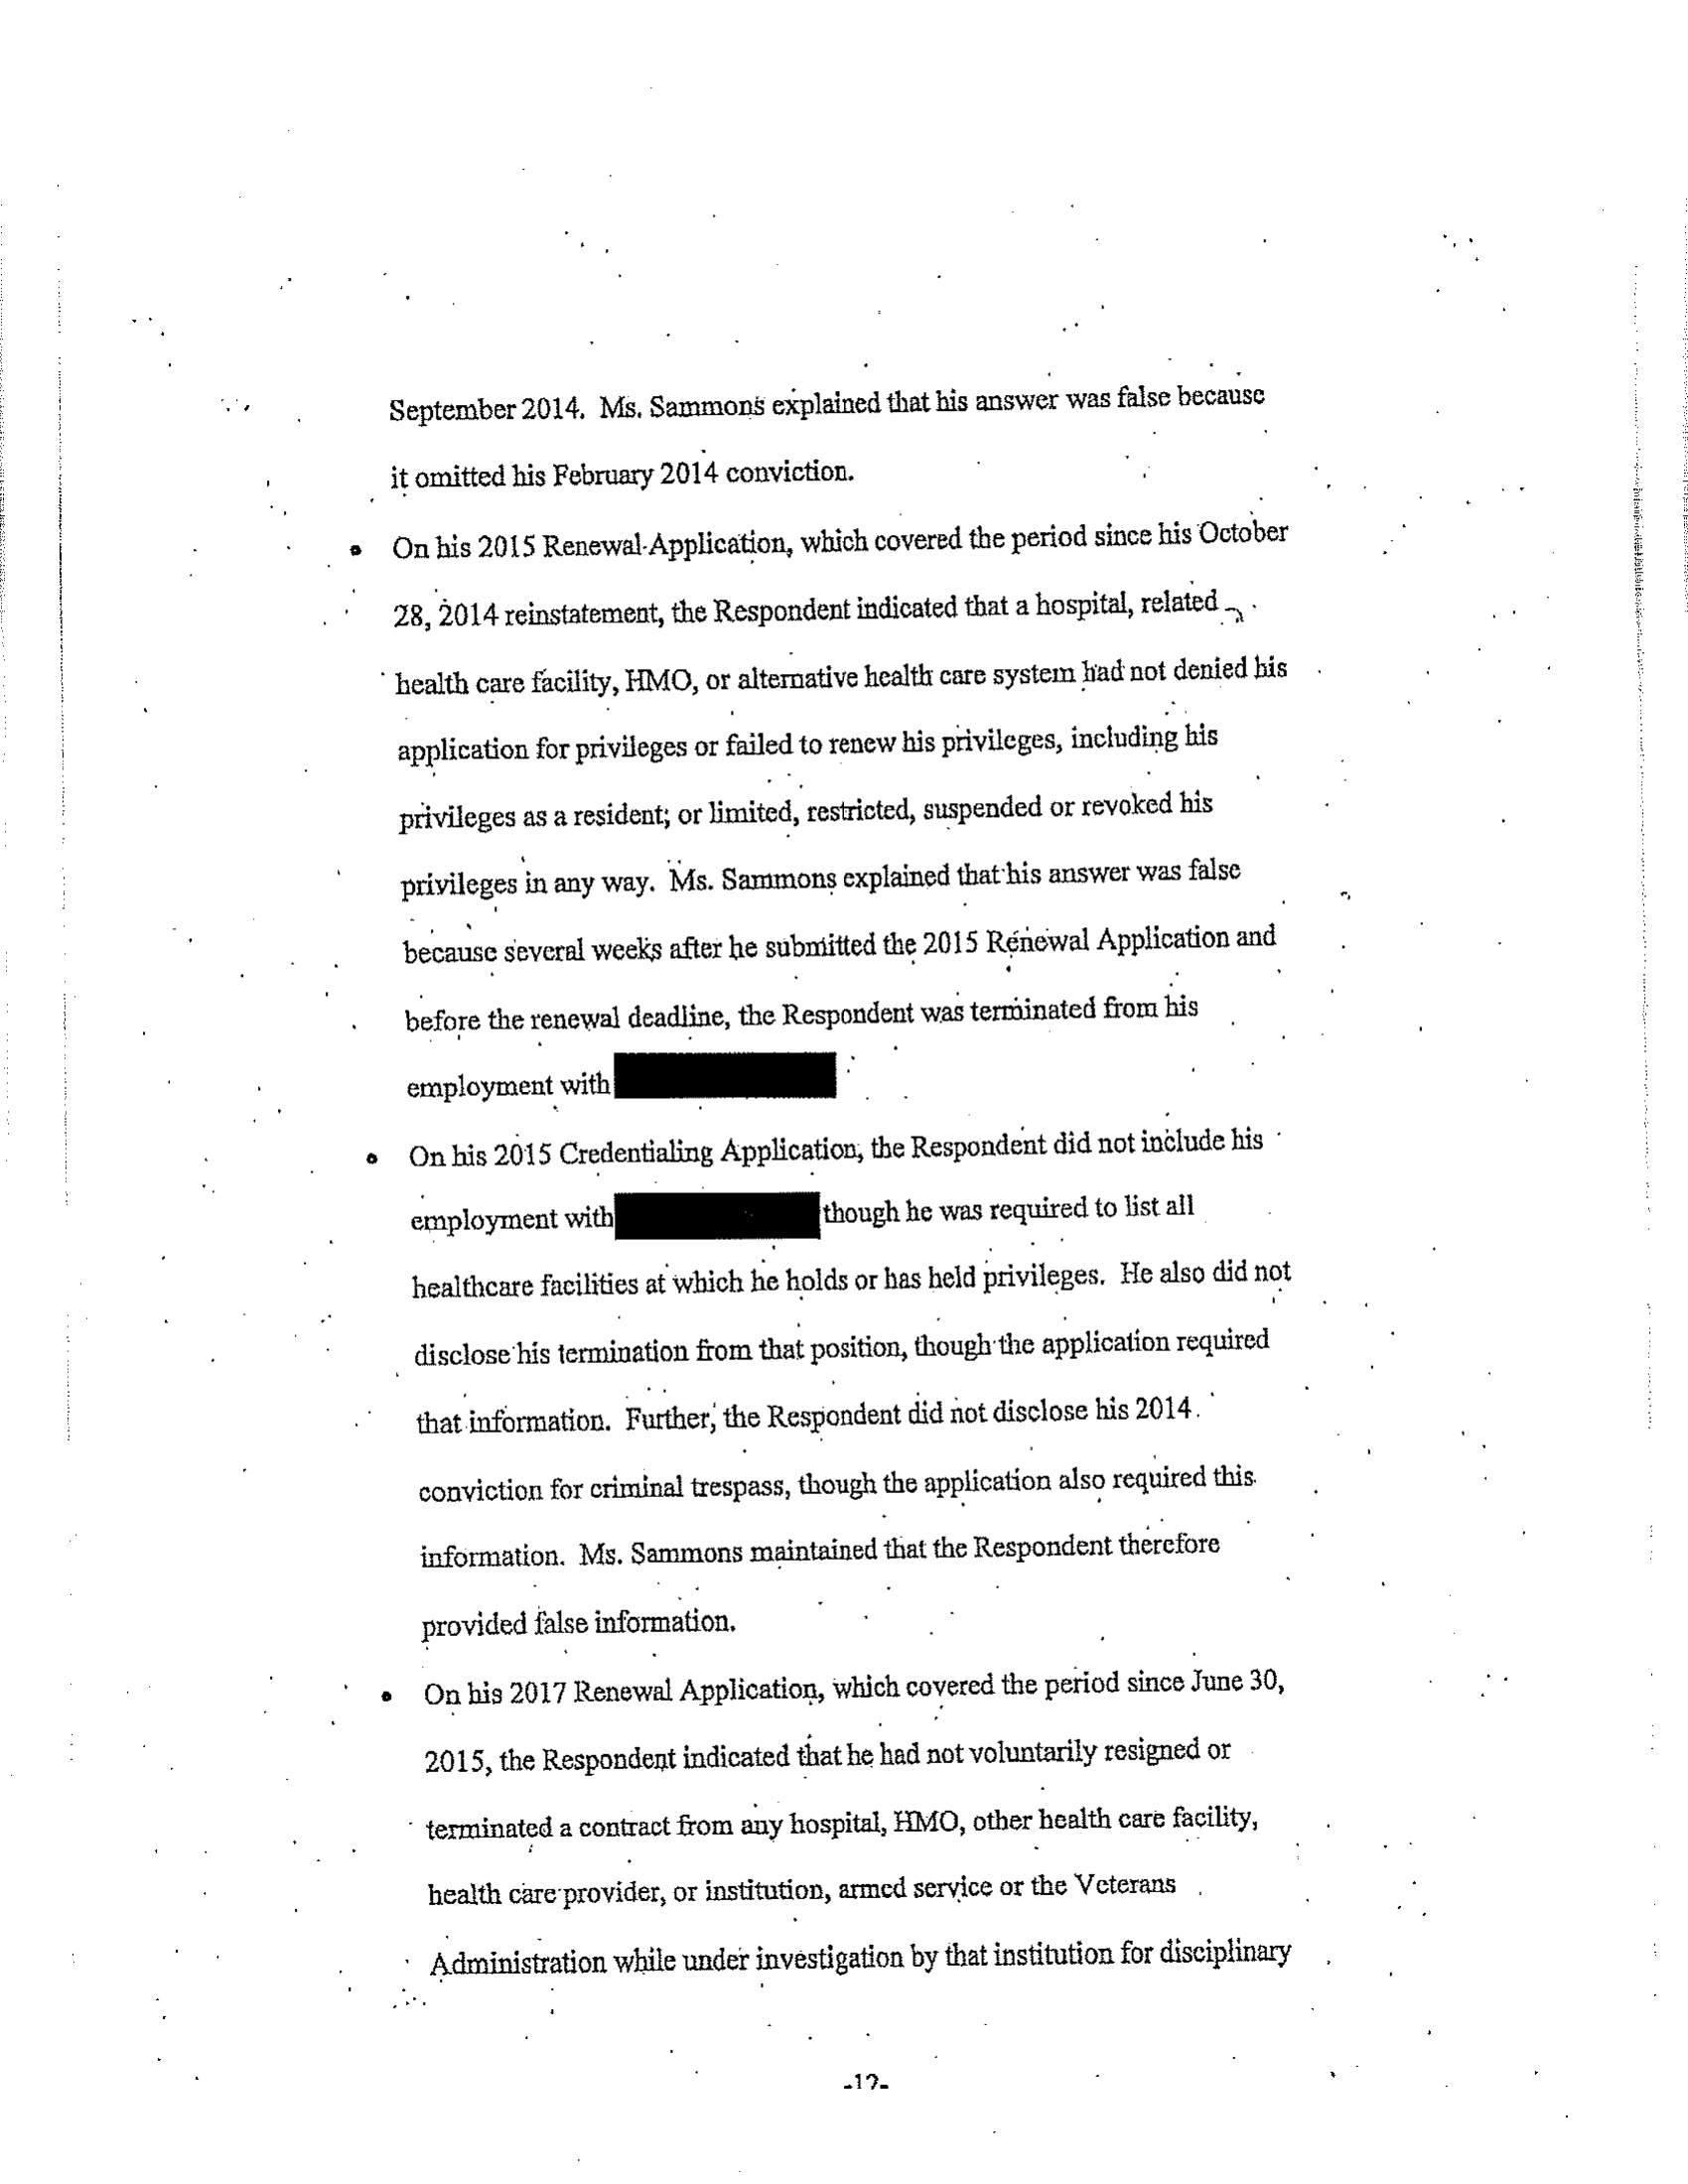 September 2014. Ms. Sammons explained that his answer was false because
it omitted his February 2014 conviction.
• On his 2015 Renewal Application, which covered the period since his October
28, 2014 reinstatement, the Respondent indicated that a hospital, related
health care facility, HMO, or alternative health care system had not denied his
application for privileges or failed to renew his privileges, including his
privileges as a resident; or limited, restricted, suspended or revoked his
privileges in any way. Ms. Sammons explained that his answer was false
because several weeks after he submitted the 2015 Renewal Application and
before the renewal deadline, the Respondent was terminated from his
employment with
• On his 2015 Credentialing Application, the Respondent did not include his
employment with though he was required to list all
healthcare facilities at which he holds or has held privileges. He also did not
disclose his termination from that position, though the application required
that information. Further, the Respondent did not disclose his 2014
conviction for criminal trespass, though the application also required this
information. Ms. Sammons maintained that the Respondent therefore
provided false information.
• On his 2017 Renewal Application, which covered the period since June 30,
2015, the Respondent indicated that he had not voluntarily resigned or
terminated a contract from any hospital, HMO, other health care facility,
health care provider, or institution, armed service or the Veterans
Administration while under investigation by that institution for disciplinary